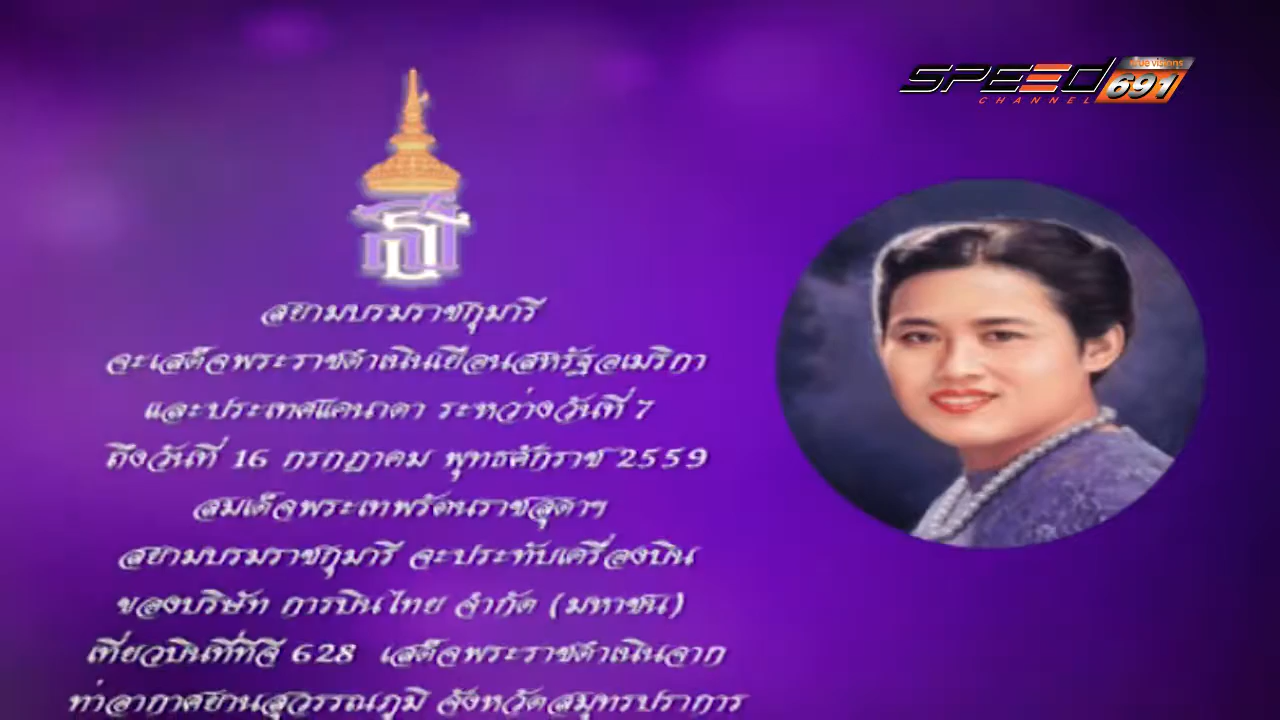 SPEED
CHANNEL
691
สยามบรมราชกุมารี
จะเสด็จพระราชดำเนินเยือนสหรัฐอเมริกา
และประเทศแคนาดา ระหว่างวันที่ 7
ถึงวันที่ 16 กรกฎาคม พุทธศักราช 2559
สมเด็จพระเทพรัตนราชสุดาฯ
สยามบรมราชกุมารี จะประทับเครื่องบิน
ของบริษัท การบินไทย จำกัด (มหาชน)
เที่ยวบินที่ทีจี 628 เสด็จพระราชดำเนินจาก
ท่าอากาศยานสุวรรณภูมิ จังหวัดสมุทรปราการ